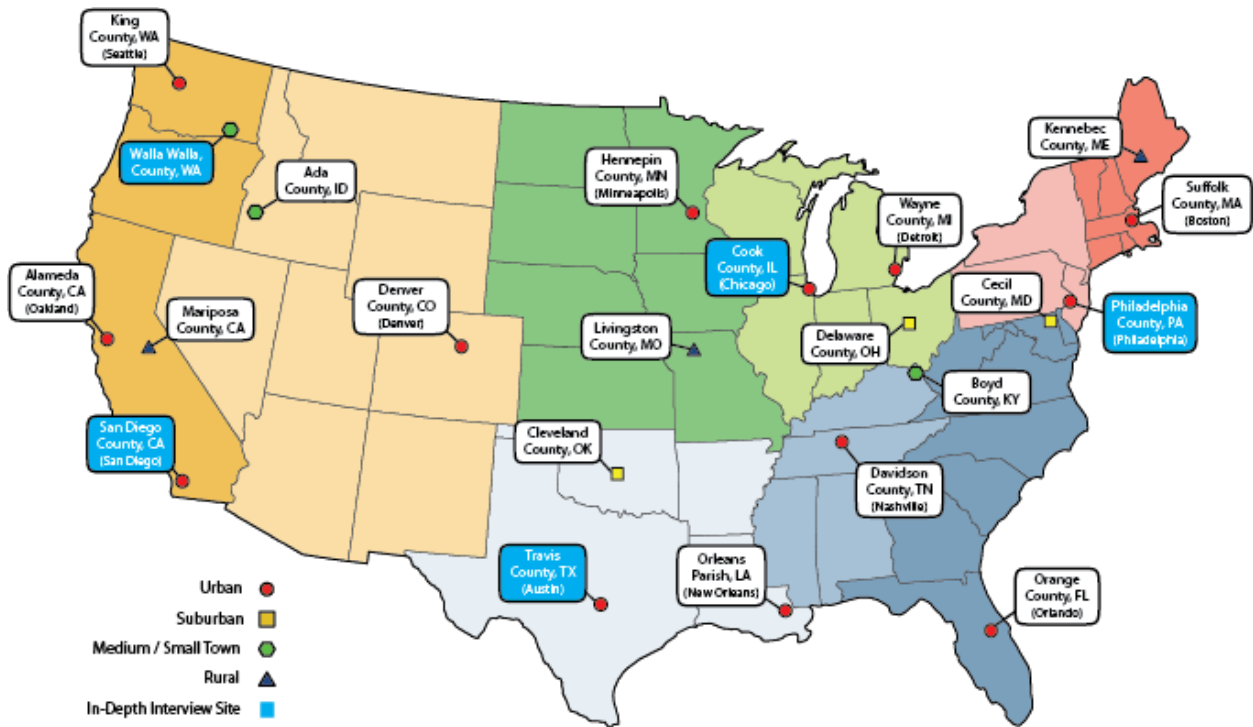 King
County, WA
(Seattle)
Walla Walla,
County, WA
Ada
County, ID
Hennepin
County, MN
(Minneapolis)
Kennebec
County, ME
Wayne
County, MI
(Detroit)
Suffolk
County, MA
(Boston)
Cook
County, IL
(Chicago)
Alameda
County, CA
(Oakland)
Mariposa
County, CA
Denver
County, CO
(Denver)
Livingston
County, MO
Delaware
County, OH
Cecil
County, MD
Philadelphia
County, PA
(Philadelphia)
Boyd
County, KY
San Diego
County, CA
(San Diego)
Cleveland
County, OK
Davidson
County, TN
(Nashville)
Travis
County, TX
(Austin)
Orleans
Parish, LA
(New Orleans)
Orange
County, FL
(Orlando)
Urban
Suburban
Medium / Small Town
Rural
In-Depth Interview Site